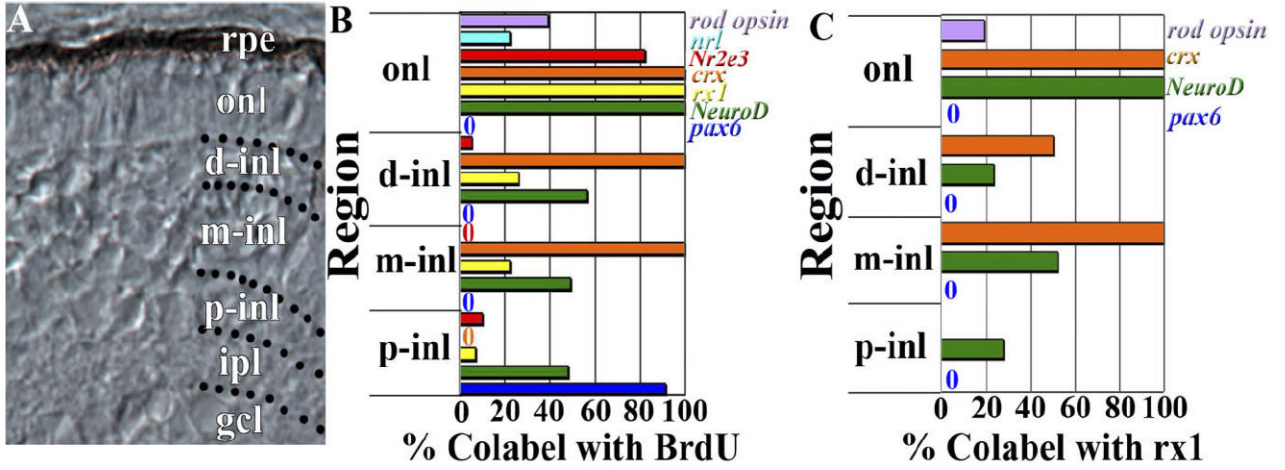 A
rpe
onl
d-inl
m-inl
p-inl
ipl
gcl
B
Region
onl
d-inl
m-inl
p-inl
rod opsin
nrl
Nr2e3
crx
rx1
NeuroD
pax6
0
0
0
0
0
0 20 40 60 80 100
% Colabel with BrdU
C
Region
onl
d-inl
m-inl
p-inl
rod opsin
crx
NeuroD
pax6
0
0
0
0
0 20 40 60 80 100
% Colabel with rx1